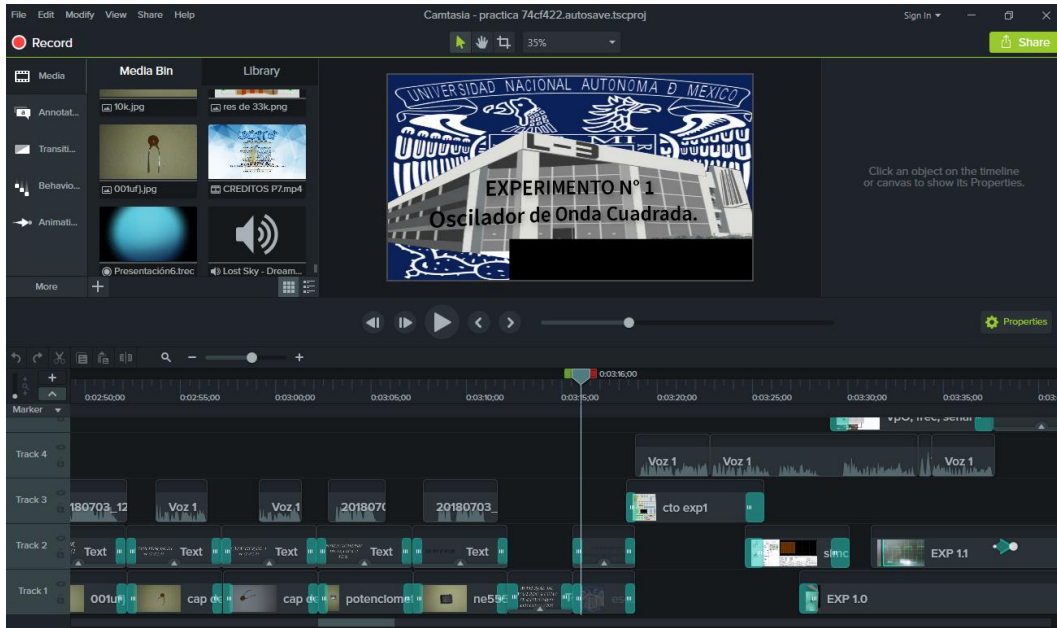 File Edit Modify View Share Help
Camtasia - practica 74cf422.autosave.tscproj
Sign In
Record
35%
Share
Media
Annotat...
Transiti...
Behavio...
Animati...
More
Media Bin
Library
10k.jpg
res de 33k.png
001uf}.jpg
CREDITOS P7.mp4
Presentación6.trec
Lost Sky - Dream...
UNIVERSIDAD NACIONAL AUTÓNOMA Đ MEXICO
L-3
EXPERIMENTO N° 1
Oscilador de Onda Cuadrada.
Click an object on the timeline
or canvas to show its Properties.
Properties
0:03:16;00
0:02:50;00 0:02:55;00 0:03:00;00 0:03:05;00 0:03:10;00 0:03:15;00 0:03:20;00 0:03:25;00 0:03:30;00 0:03:35;00 0:03:
Marker
Track 4
Voz 1 Voz 1 Voz 1
Track 3
180703_12 Voz 1 Voz 1 2018070 20180703_ cto exp1
Track 2
Text Text Text Text Text EXP 1.1
Track 1
001uf} cap de cap de potenciome ne555 EXP 1.0